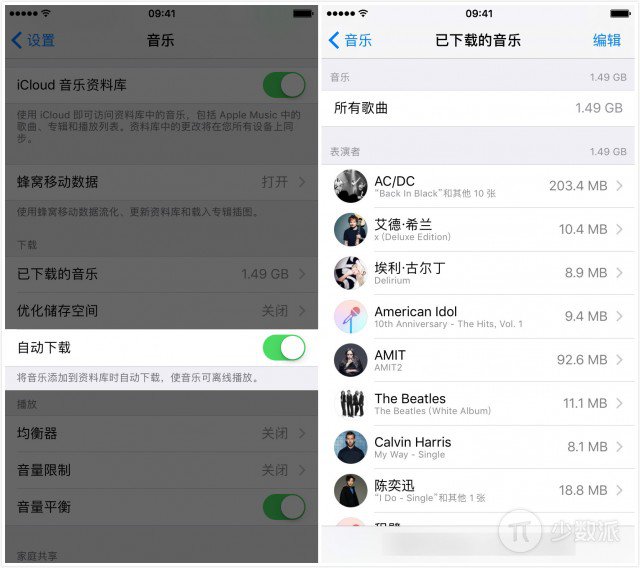 09:41
设置
音乐
iCloud 音乐资料库
使用 iCloud 即可访问资料库中的音乐，包括 Apple Music 中的
歌曲、专辑和播放列表。资料库中的更改将在您所有设备上同
步。
蜂窝移动数据
打开
使用蜂窝移动数据流化、更新资料库和载入专辑插图。
下载
已下载的音乐
1.49 GB
优化储存空间
关闭
自动下载
将音乐添加到资料库时自动下载，使音乐可离线播放。
播放
均衡器
关闭
音量限制
关闭
音量平衡
家庭共享
09:41
音乐
已下载的音乐
编辑
音乐
1.49 GB
所有歌曲
1.49 GB
表演者
1.49 GB
AC/DC
“Back In Black”和其他 10 张
203.4 MB
艾德·希兰
x (Deluxe Edition)
10.4 MB
埃利·古尔丁
Delirium
8.9 MB
American Idol
10th Anniversary - The Hits, Vol. 1
9.4 MB
AMIT
AMIT2
92.6 MB
The Beatles
The Beatles (White Album)
11.1 MB
Calvin Harris
My Way - Single
8.1 MB
陈奕迅
“I Do - Single”和其他 1 张
18.8 MB
π 少数派